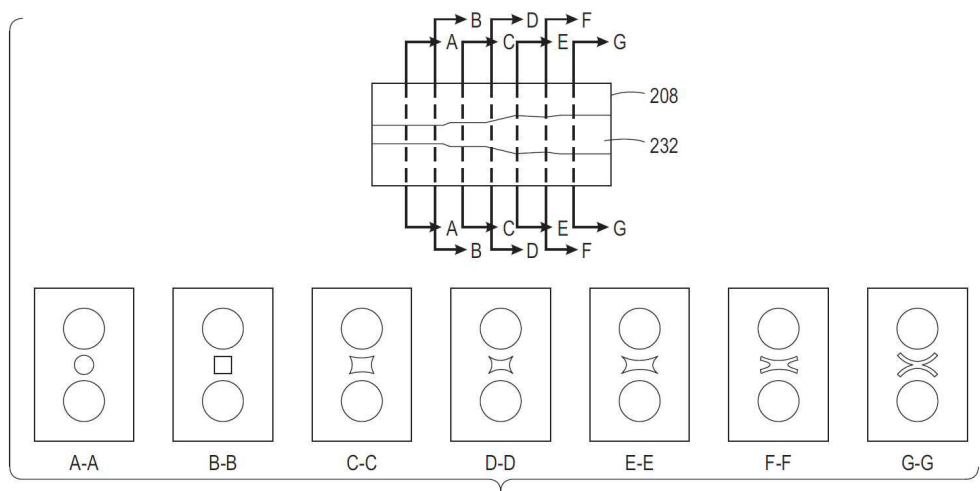 B D F
A C E G
208
232
A C E G
B D F
A-A B-B C-C D-D E-E F-F G-G